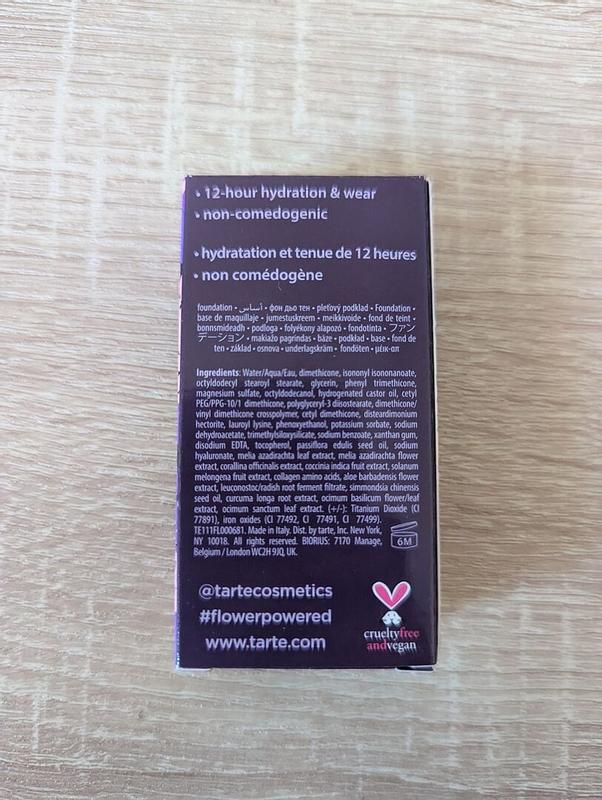 • 12-hour hydration & wear
• non-comedogenic
• hydratation et tenue de 12 heures
• non comédogène
foundation • أساس • фон дьо тен • pleťový podklad • Foundation •
base de maquillaje • jumestuskreem • meikkivoide • fond de teint •
bonnsmideadh • podloga • folyékony alapozó • fondotinta • ファン
デーション • makiažo pagrindas • bāze • podkład • base • fond de
ten • základ • osnova • underlagskräm • fondöten • μέικ-απ
Ingredients: Water/Aqua/Eau, dimethicone, isononyl isononanoate,
octyldodecyl stearoyl stearate, glycerin, phenyl trimethicone,
magnesium sulfate, octyldodecanol, hydrogenated castor oil, cetyl
PEG/PPG-10/1 dimethicone, polyglyceryl-3 diisostearate, dimethicone/
vinyl dimethicone crosspolymer, cetyl dimethicone, disteardimonium
hectorite, lauroyl lysine, phenoxyethanol, potassium sorbate, sodium
dehydroacetate, trimethylsiloxysilicate, sodium benzoate, xanthan gum,
disodium EDTA, tocopherol, passiflora edulis seed oil, sodium
hyaluronate, melia azadirachta leaf extract, melia azadirachta flower
extract, corallina officinalis extract, coccinia indica fruit extract, solanum
melongena fruit extract, collagen amino acids, aloe barbadensis flower
extract, leuconostoc/radish root ferment filtrate, simmondsia chinensis
seed oil, curcuma longa root extract, ocimum basilicum flower/leaf
extract, ocimum sanctum leaf extract. (+/-): Titanium Dioxide (CI
77891), iron oxides (CI 77492, CI 77491, CI 77499).
TE111FL000681. Made in Italy. Dist. by tarte, Inc. New York,
NY 10018. All rights reserved. BIORIUS: 7170 Manage,
Belgium / London WC2H 9JQ, UK.
6M
@tartecosmetics
#flowerpowered
www.tarte.com
crueltyfree
andvegan